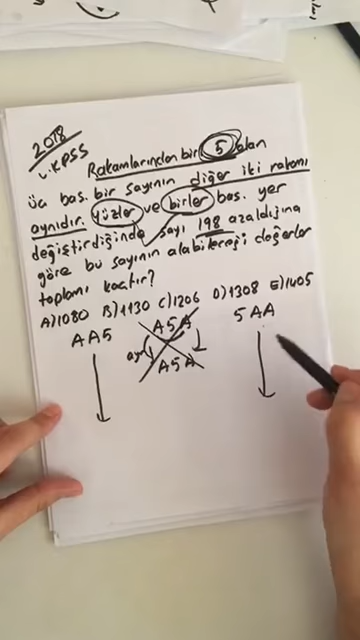 2018
L.KPSS
Rakamlarından biri 5 olan
üç bas. bir sayının diğer iki rakamı
aynıdır. Yüzler ve birler bas. yer
değiştirdiğinde sayı 198 azaldığına
göre bu sayının alabileceği değerler
toplamı kaçtır?
A)1080 B)1130 C)1206 D)1308 E)1405
AA5 A5A 5AA
A5A